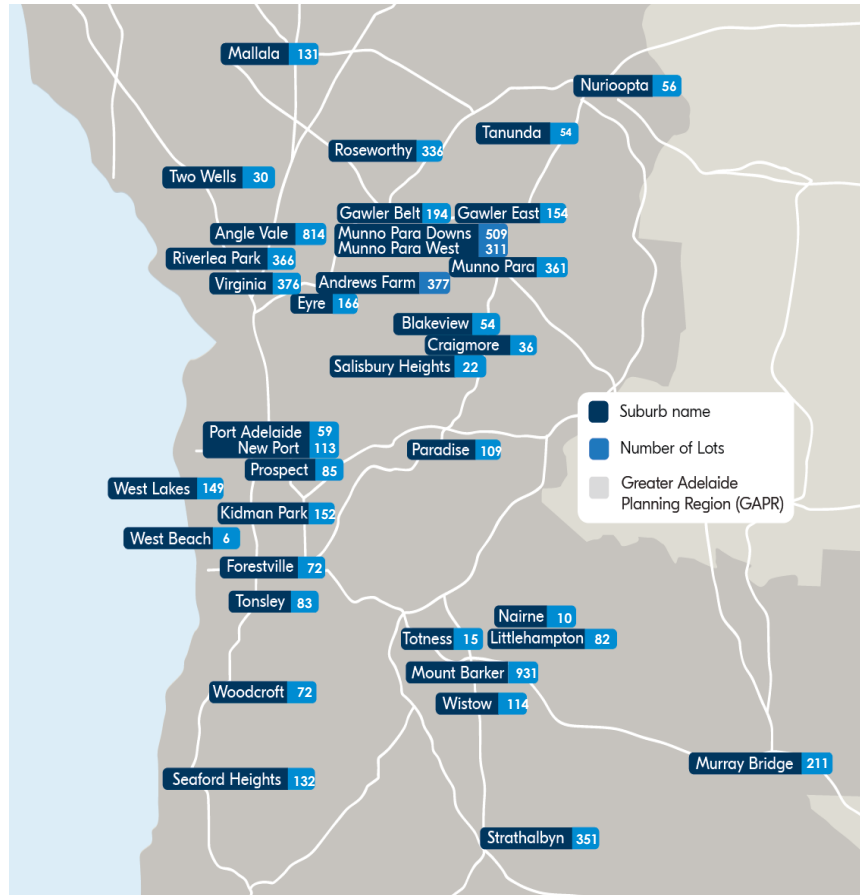 Mallala 131
Nurioopta 56
Tanunda 54
Roseworthy 336
Two Wells 30
Gawler Belt 194
Gawler East 154
Angle Vale 814
Munno Para Downs 509
Munno Para West 311
Riverlea Park 366
Munno Para 361
Virginia 376
Andrews Farm 377
Eyre 166
Blakeview 54
Craigmore 36
Salisbury Heights 22
Suburb name
Number of Lots
Greater Adelaide
Planning Region (GAPR)
Port Adelaide 59
New Port 113
Paradise 109
Prospect 85
West Lakes 149
Kidman Park 152
West Beach 6
Forestville 72
Tonsley 83
Nairne 10
Totness 15
Littlehampton 82
Mount Barker 931
Woodcroft 72
Wistow 114
Murray Bridge 211
Seaford Heights 132
Strathalbyn 351